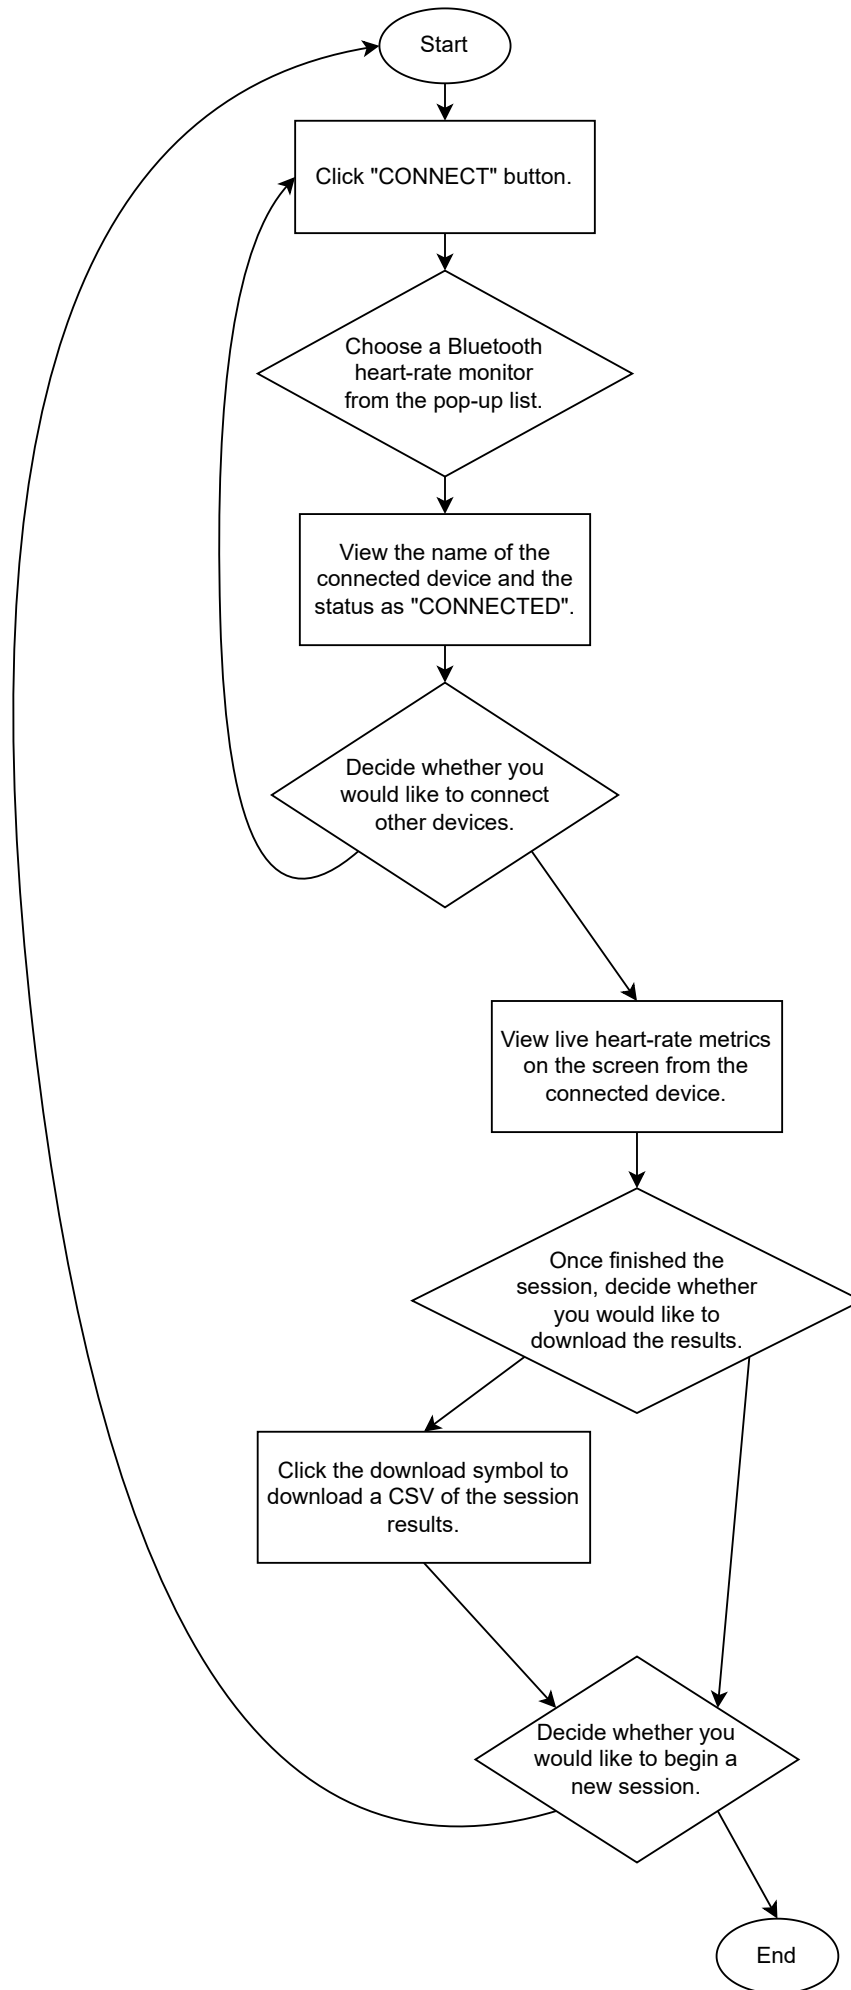 Start
Click "CONNECT" button.
Choose a Bluetooth
heart-rate monitor
from the pop-up list.
View the name of the
connected device and the
status as "CONNECTED".
Decide whether you
would like to connect
other devices.
View live heart-rate metrics
on the screen from the
connected device.
Once finished the
session, decide whether
you would like to
download the results.
Click the download symbol to
download a CSV of the session
results.
Decide whether you
would like to begin a
new session.
End